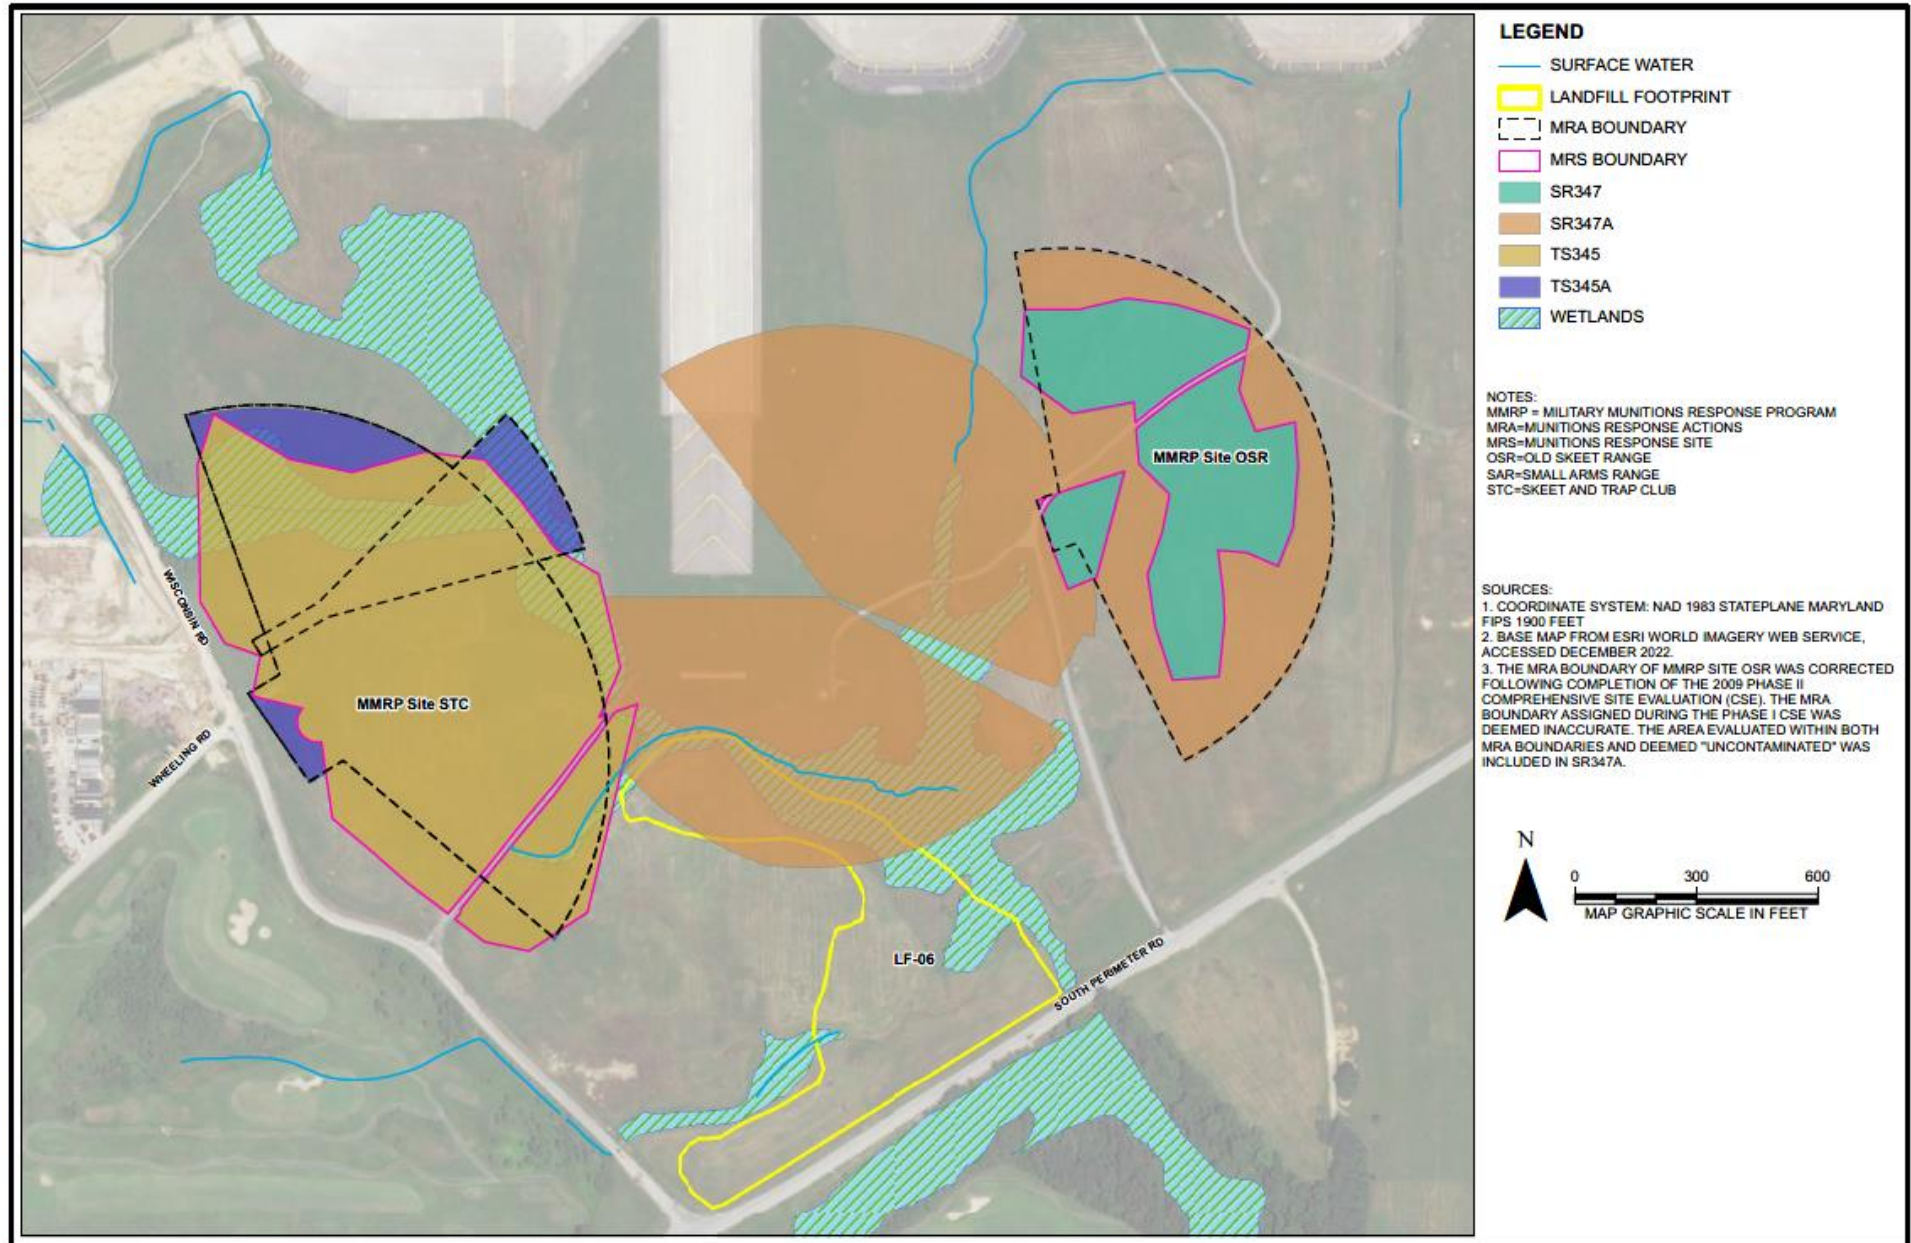 LEGEND
SURFACE WATER
LANDFILL FOOTPRINT
MRA BOUNDARY
MRS BOUNDARY
SR347
SR347A
TS345
TS345A
WETLANDS
NOTES:
MMRP = MILITARY MUNITIONS RESPONSE PROGRAM
MRA=MUNITIONS RESPONSE ACTIONS
MRS=MUNITIONS RESPONSE SITE
OSR=OLD SKEET RANGE
SAR=SMALL ARMS RANGE
STC=SKEET AND TRAP CLUB
SOURCES:
1. COORDINATE SYSTEM: NAD 1983 STATEPLANE MARYLAND
FIPS 1900 FEET
2. BASE MAP FROM ESRI WORLD IMAGERY WEB SERVICE,
ACCESSED DECEMBER 2022.
3. THE MRA BOUNDARY OF MMRP SITE OSR WAS CORRECTED
FOLLOWING COMPLETION OF THE 2009 PHASE II
COMPREHENSIVE SITE EVALUATION (CSE). THE MRA
BOUNDARY ASSIGNED DURING THE PHASE I CSE WAS
DEEMED INACCURATE. THE AREA EVALUATED WITHIN BOTH
MRA BOUNDARIES AND DEEMED "UNCONTAMINATED" WAS
INCLUDED IN SR347A.
N
0 300 600
MAP GRAPHIC SCALE IN FEET
MMRP Site OSR
MMRP Site STC
LF-06
WISCONSIN RD
WHEELING RD
SOUTH PERIMETER RD